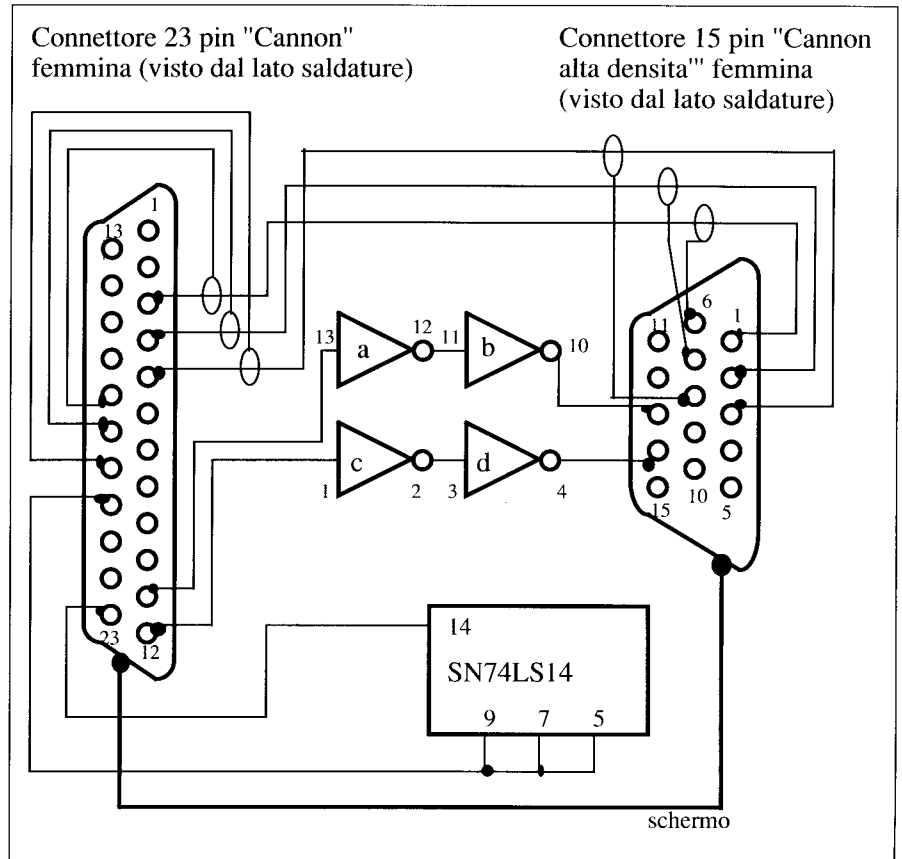 Connettore 23 pin "Cannon"
femmina (visto dal lato saldature)
Connettore 15 pin "Cannon
alta densita'" femmina
(visto dal lato saldature)
1
13
23
12
6
11
1
15
10
5
13
a
12
11
b
10
1
c
2
3
d
4
14
SN74LS14
9
7
5
schermo